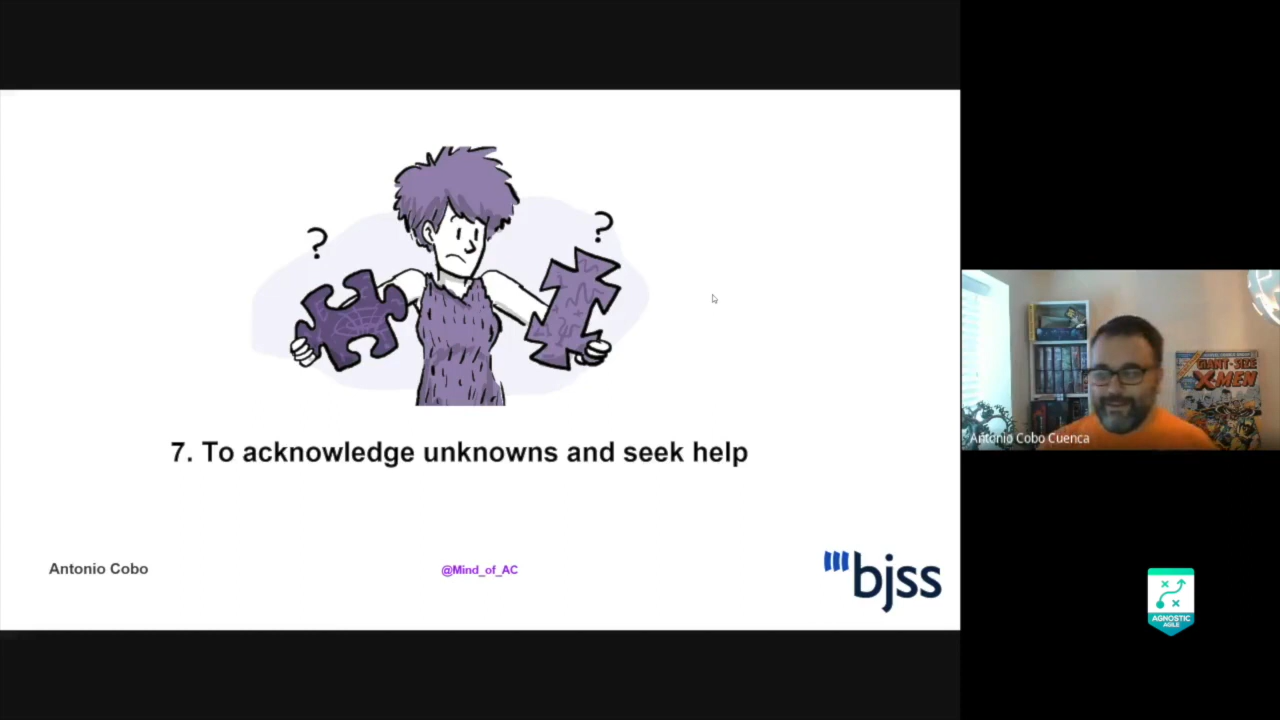 ?
?
7. To acknowledge unknowns and seek help
Antonio Cobo
@Mind_of_AC
bjss
GIANT-SIZE
X-MEN
Antonio Cobo Cuenca
AGNOSTIC
AGILE